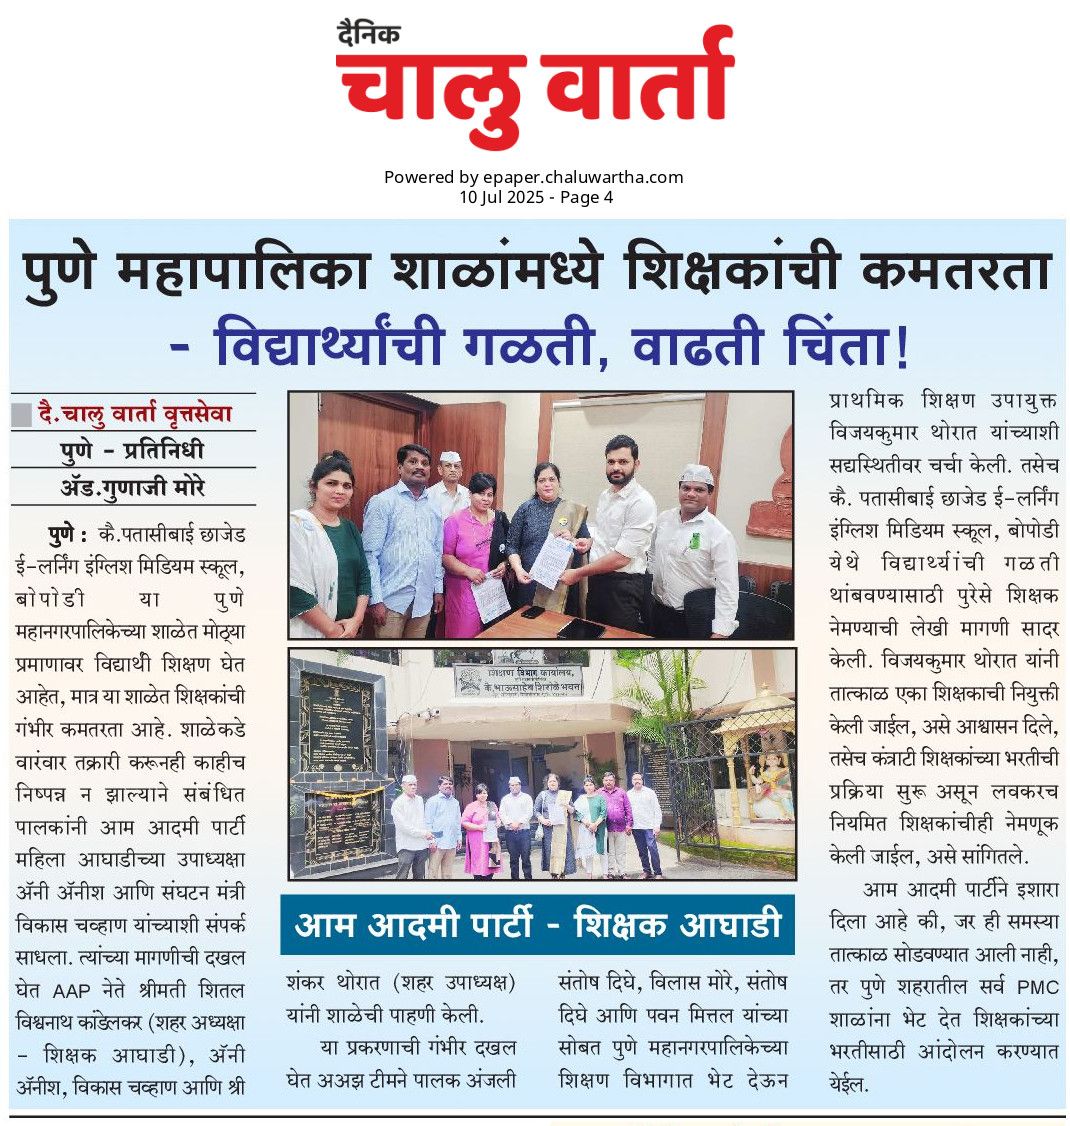 दैनिक
चालु वार्ता
Powered by epaper.chaluwartha.com
10 Jul 2025 - Page 4
पुणे महापालिका शाळांमध्ये शिक्षकांची कमतरता
- विद्यार्थ्यांची गळती, वाढती चिंता!
दै.चालु वार्ता वृत्तसेवा
पुणे - प्रतिनिधी
ॲड.गुणाजी मोरे
पुणे : कै.पतासीबाई छाजेड
ई-लर्निंग इंग्लिश मिडियम स्कूल,
बोपोडी या पुणे
महानगरपालिकेच्या शाळेत मोठ्या
प्रमाणावर विद्यार्थी शिक्षण घेत
आहेत, मात्र या शाळेत शिक्षकांची
गंभीर कमतरता आहे. शाळेकडे
वारंवार तक्रारी करूनही काहीच
निष्पन्न न झाल्याने संबंधित
पालकांनी आम आदमी पार्टी
महिला आघाडीच्या उपाध्यक्षा
ॲनी ॲनीश आणि संघटन मंत्री
विकास चव्हाण यांच्याशी संपर्क
साधला. त्यांच्या मागणीची दखल
घेत AAP नेते श्रीमती शितल
विश्वनाथ कांडेलकर (शहर अध्यक्षा
- शिक्षक आघाडी), ॲनी
ॲनीश, विकास चव्हाण आणि श्री
शिक्षण विभाग कार्यालय,
कै.भाऊसाहेब शिरोळे भवन
आम आदमी पार्टी - शिक्षक आघाडी
शंकर थोरात (शहर उपाध्यक्ष)
यांनी शाळेची पाहणी केली.
या प्रकरणाची गंभीर दखल
घेत अअझ टीमने पालक अंजली
संतोष दिघे, विलास मोरे, संतोष
दिघे आणि पवन मित्तल यांच्या
सोबत पुणे महानगरपालिकेच्या
शिक्षण विभागात भेट देऊन
प्राथमिक शिक्षण उपायुक्त
विजयकुमार थोरात यांच्याशी
सद्यस्थितीवर चर्चा केली. तसेच
कै. पतासीबाई छाजेड ई-लर्निंग
इंग्लिश मिडियम स्कूल, बोपोडी
येथे विद्यार्थ्यांची गळती
थांबवण्यासाठी पुरेसे शिक्षक
नेमण्याची लेखी मागणी सादर
केली. विजयकुमार थोरात यांनी
तात्काळ एका शिक्षकाची नियुक्ती
केली जाईल, असे आश्वासन दिले,
तसेच कंत्राटी शिक्षकांच्या भरतीची
प्रक्रिया सुरू असून लवकरच
नियमित शिक्षकांचीही नेमणूक
केली जाईल, असे सांगितले.
आम आदमी पार्टीने इशारा
दिला आहे की, जर ही समस्या
तात्काळ सोडवण्यात आली नाही,
तर पुणे शहरातील सर्व PMC
शाळांना भेट देत शिक्षकांच्या
भरतीसाठी आंदोलन करण्यात
येईल.